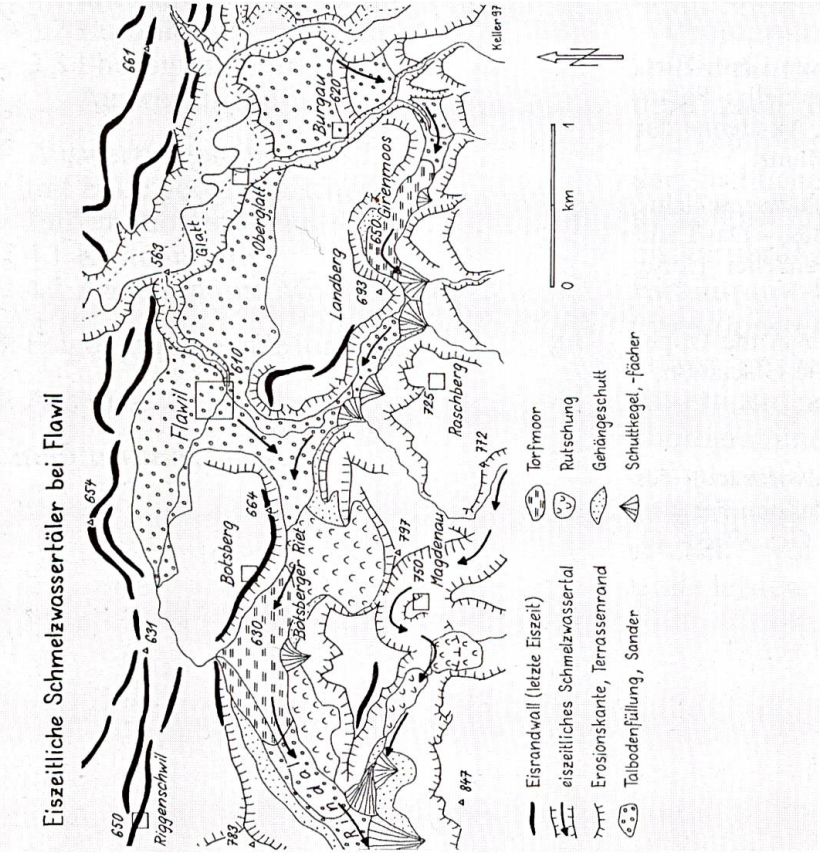 Eiszeitliche Schmelzwassertäler bei Flawil
650
Riggenschwil
631
654
661
563
Glatt
Flawil
610
Oberglatt
Burgau
620
Botsberg
664
630
Botsberger Riet
Landberg
693
650
Girenmoos
783
Rindal
797
750
Magdenau
772
725
Raschberg
847
Keller 97
Eisrandwall (letzte Eiszeit)
eiszeitliches Schmelzwassertal
Erosionskante, Terrassenrand
Talbodenfüllung, Sander
Torfmoor
Rutschung
Gehängeschutt
Schuttkegel, -fächer
0 km 1
N